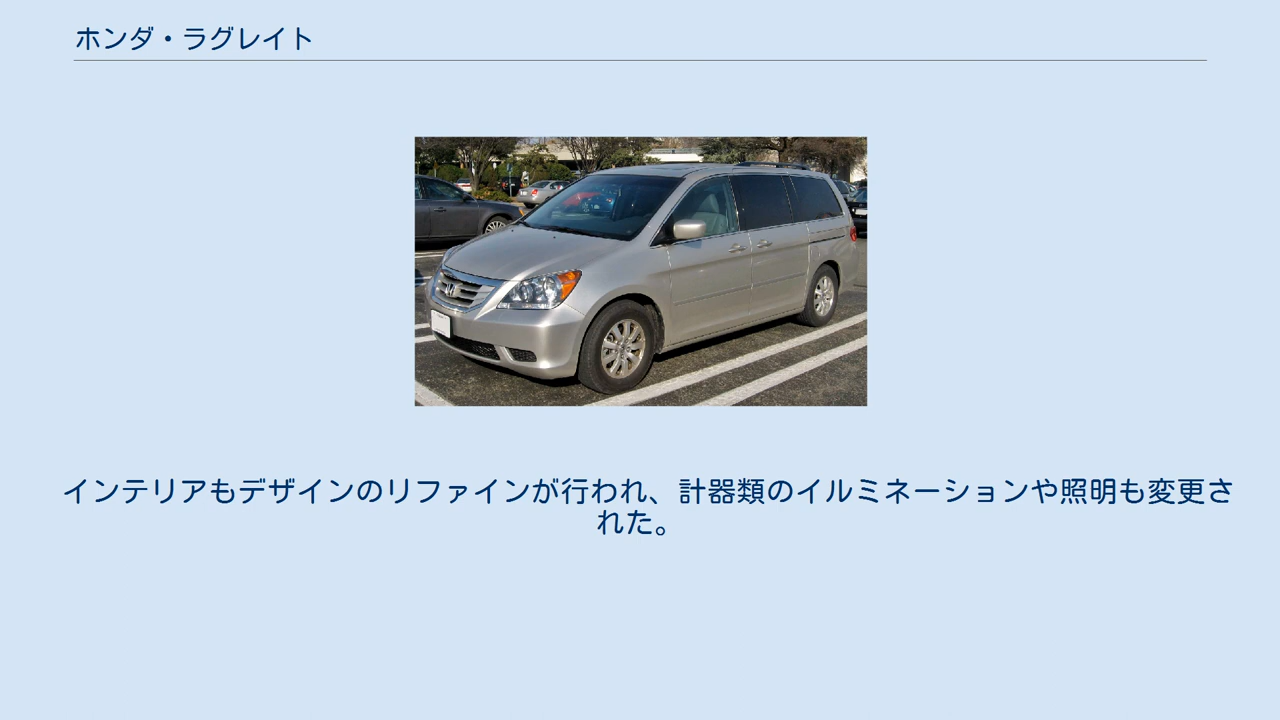 ホンダ・ラグレイト
インテリアもデザインのリファインが行われ、計器類のイルミネーションや照明も変更さ
れた。